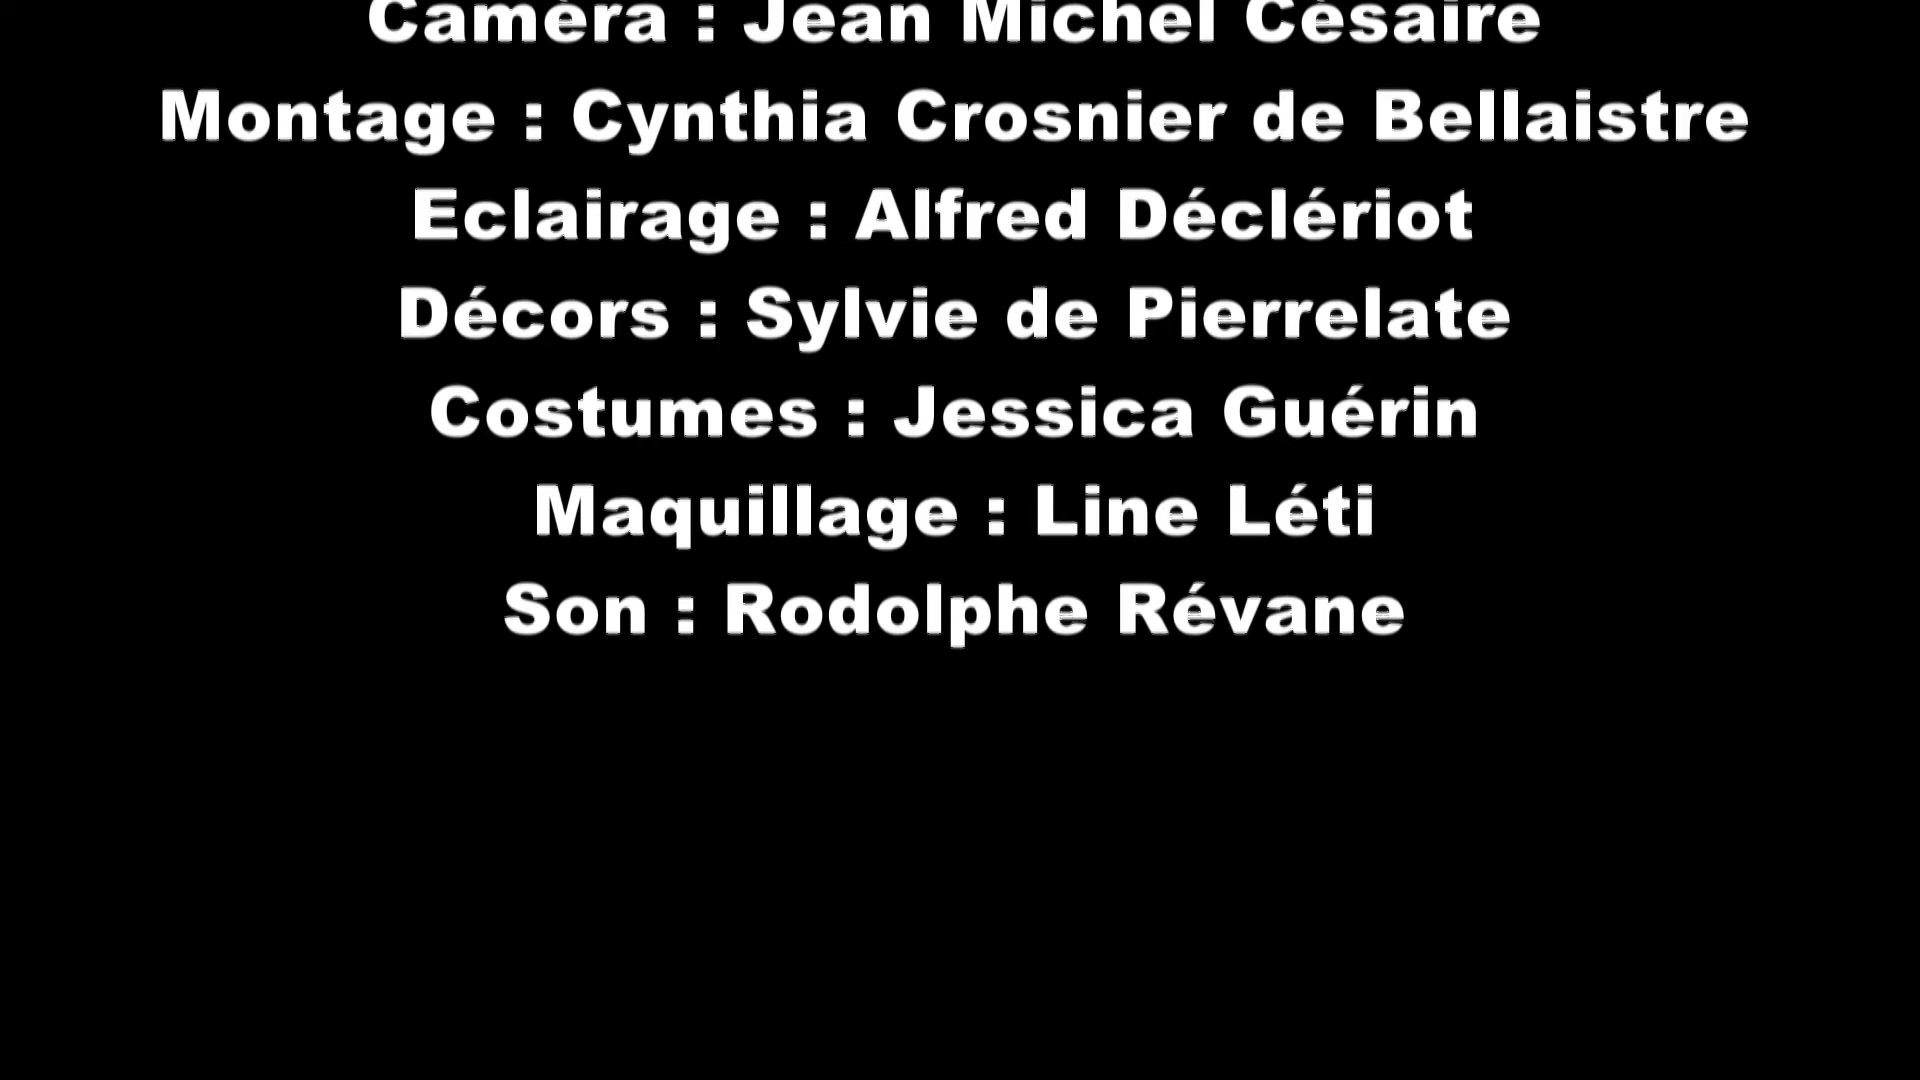 Caméra : Jean Michel Césaire
Montage : Cynthia Crosnier de Bellaistre
Eclairage : Alfred Déclériot
Décors : Sylvie de Pierrelate
Costumes : Jessica Guérin
Maquillage : Line Léti
Son : Rodolphe Révane